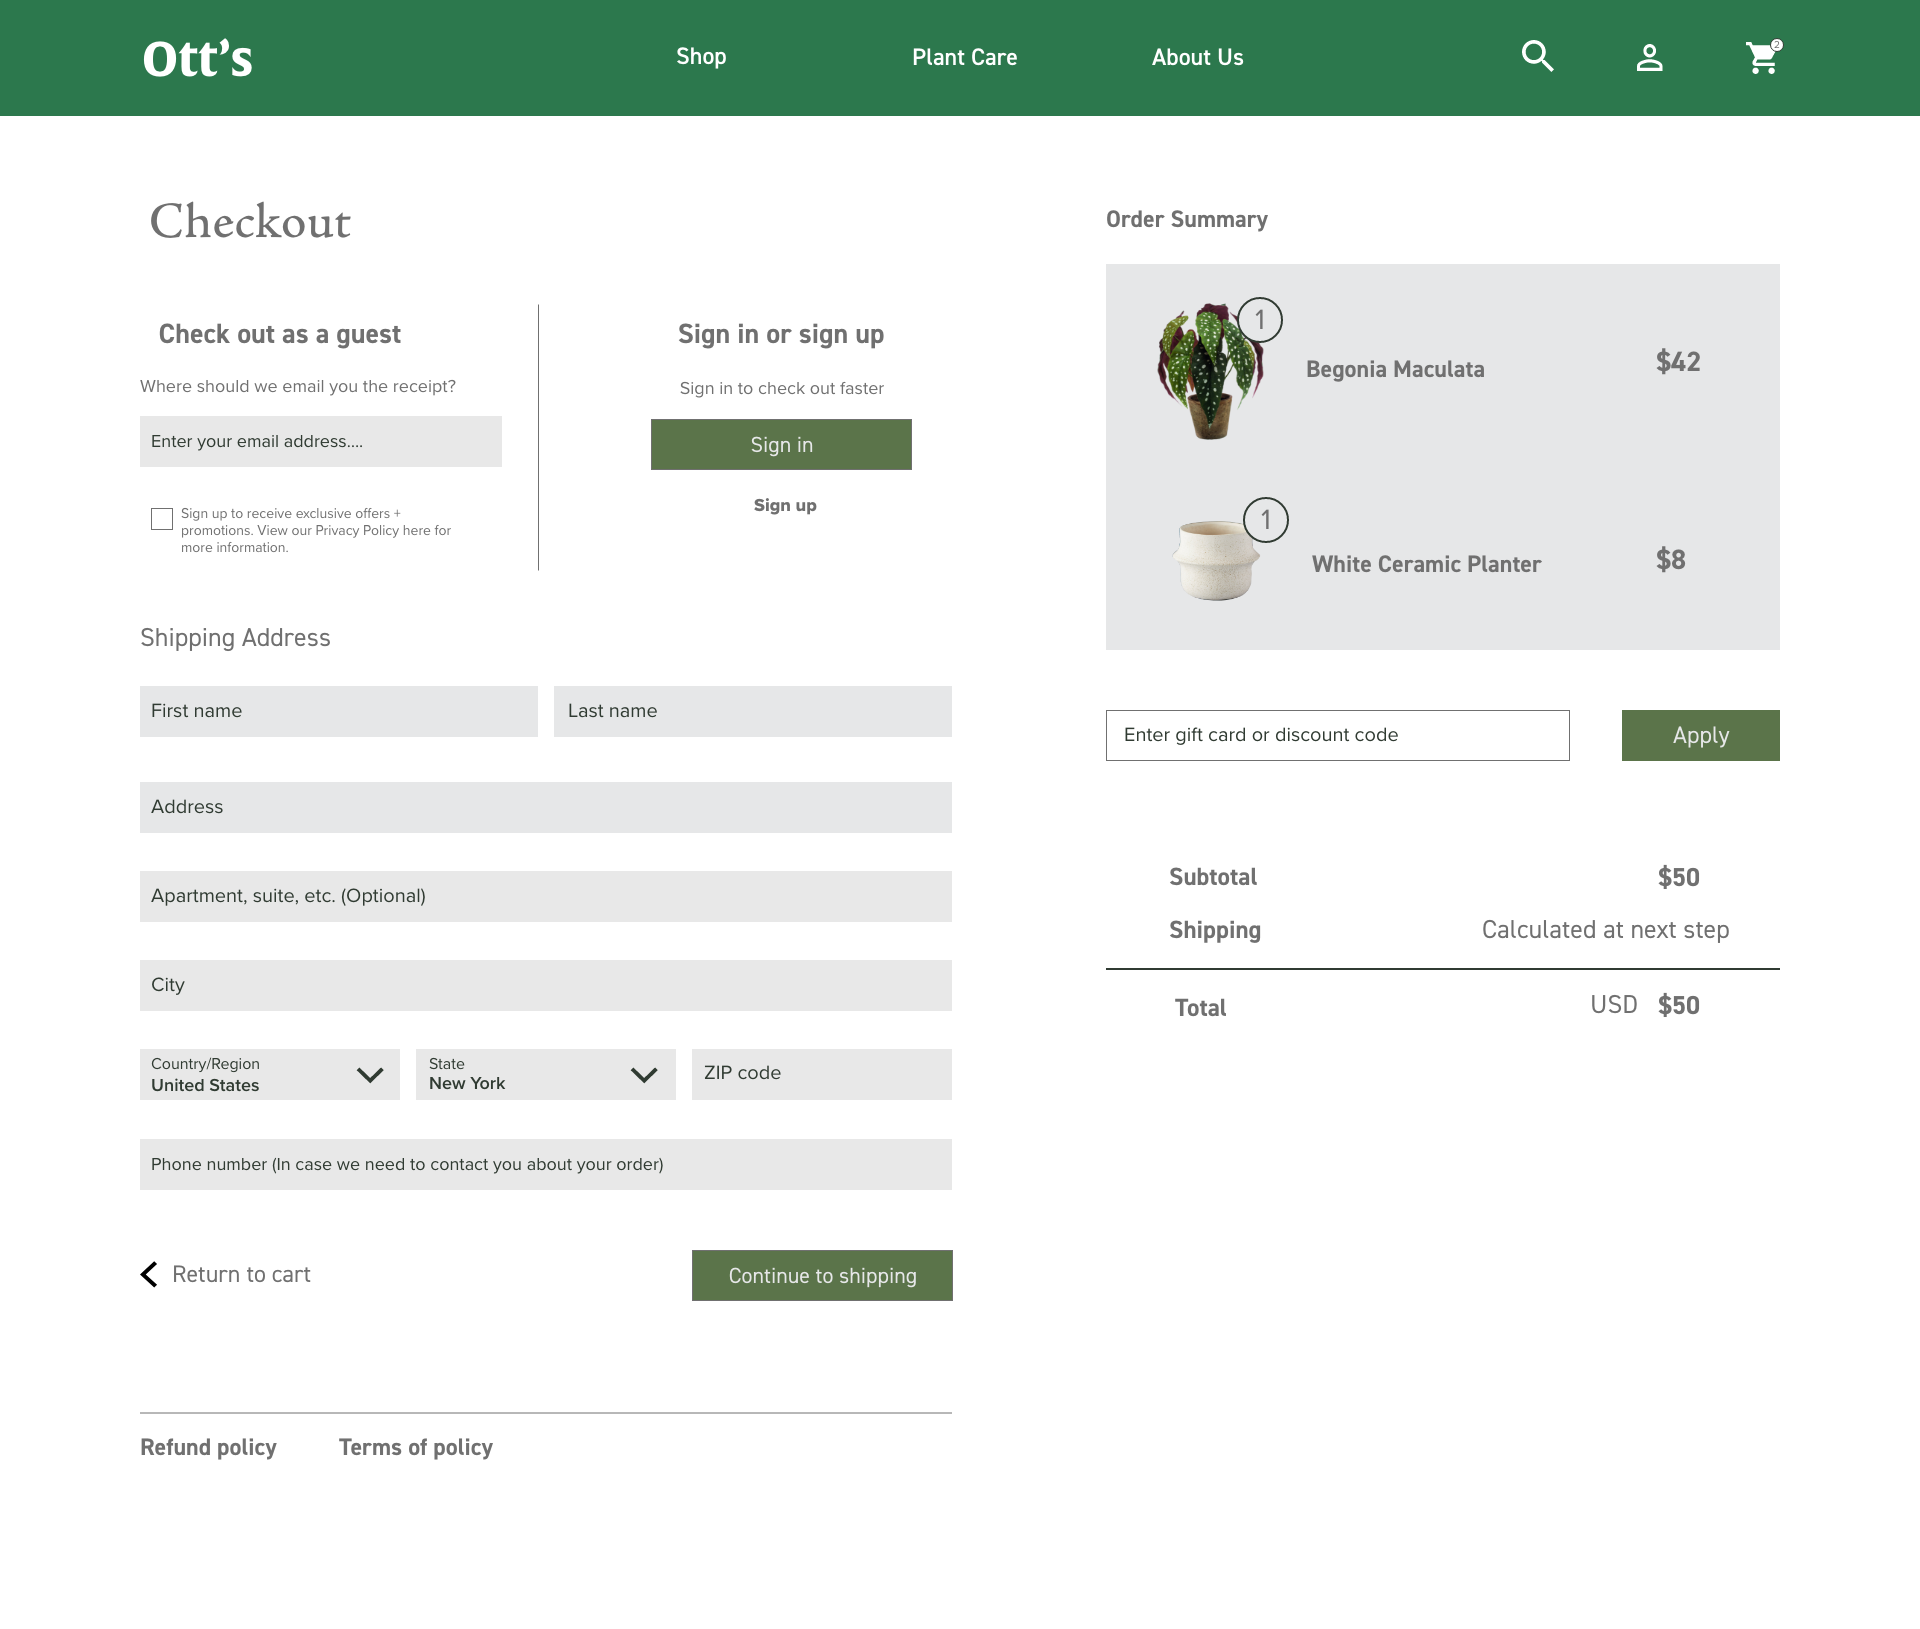 Ott's
Shop
Plant Care
About Us
2
Checkout
Check out as a guest
Where should we email you the receipt?
Enter your email address....
Sign up to receive exclusive offers +
promotions. View our Privacy Policy here for
more information.
Sign in or sign up
Sign in to check out faster
Sign in
Sign up
Shipping Address
First name
Last name
Address
Apartment, suite, etc. (Optional)
City
Country/Region
United States
State
New York
ZIP code
Phone number (In case we need to contact you about your order)
Return to cart
Continue to shipping
Refund policy
Terms of policy
Order Summary
1
Begonia Maculata
$42
1
White Ceramic Planter
$8
Enter gift card or discount code
Apply
Subtotal
$50
Shipping
Calculated at next step
Total
USD $50